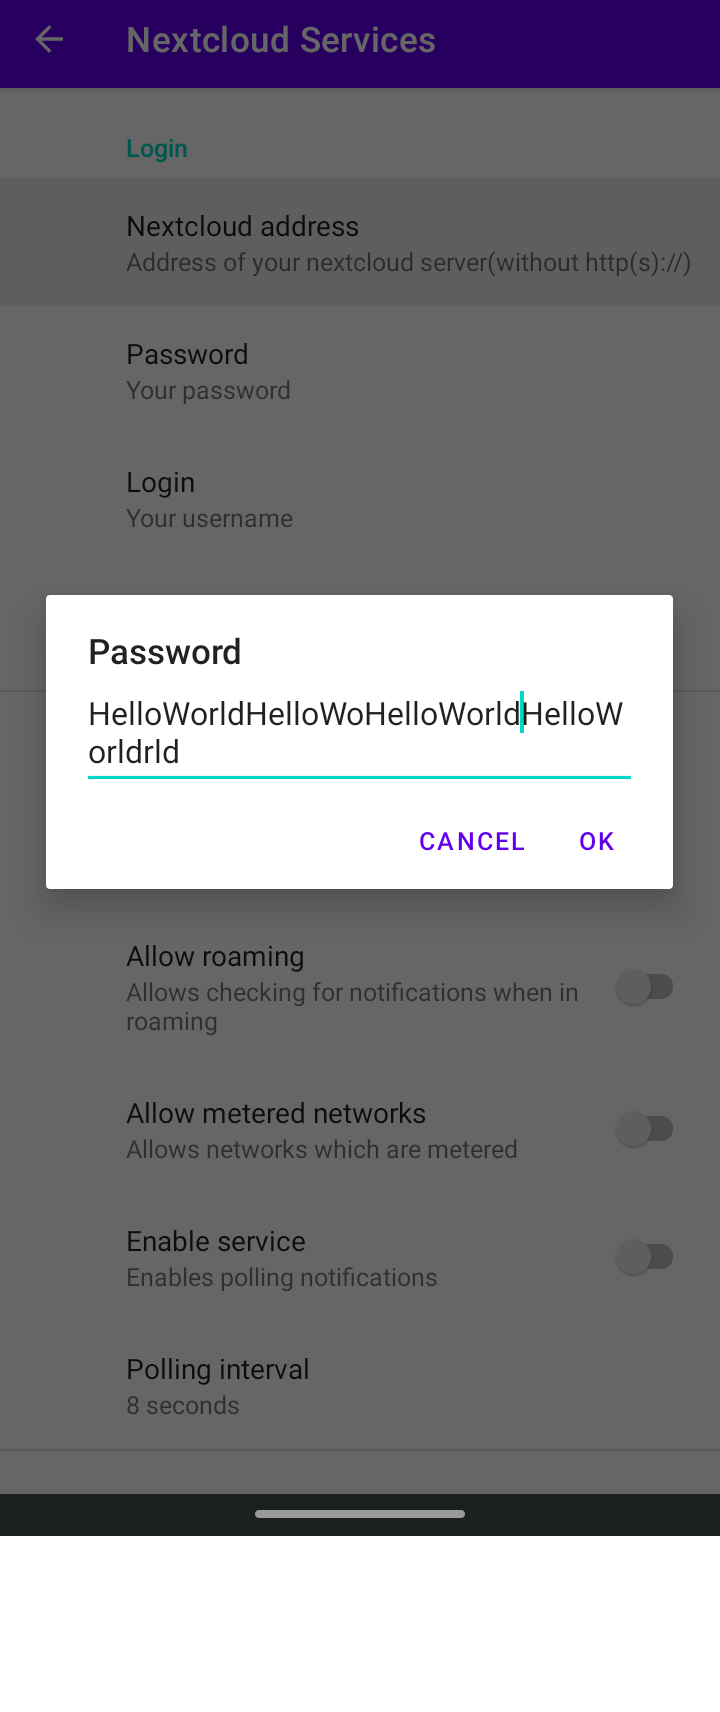 Nextcloud Services
Login
Nextcloud address
Address of your nextcloud server(without http(s)://)
Password
Your password
Login
Your username
Password
HelloWorldHelloWoHelloWorldHelloW
orldrld
CANCEL
OK
Allow roaming
Allows checking for notifications when in
roaming
Allow metered networks
Allows networks which are metered
Enable service
Enables polling notifications
Polling interval
8 seconds